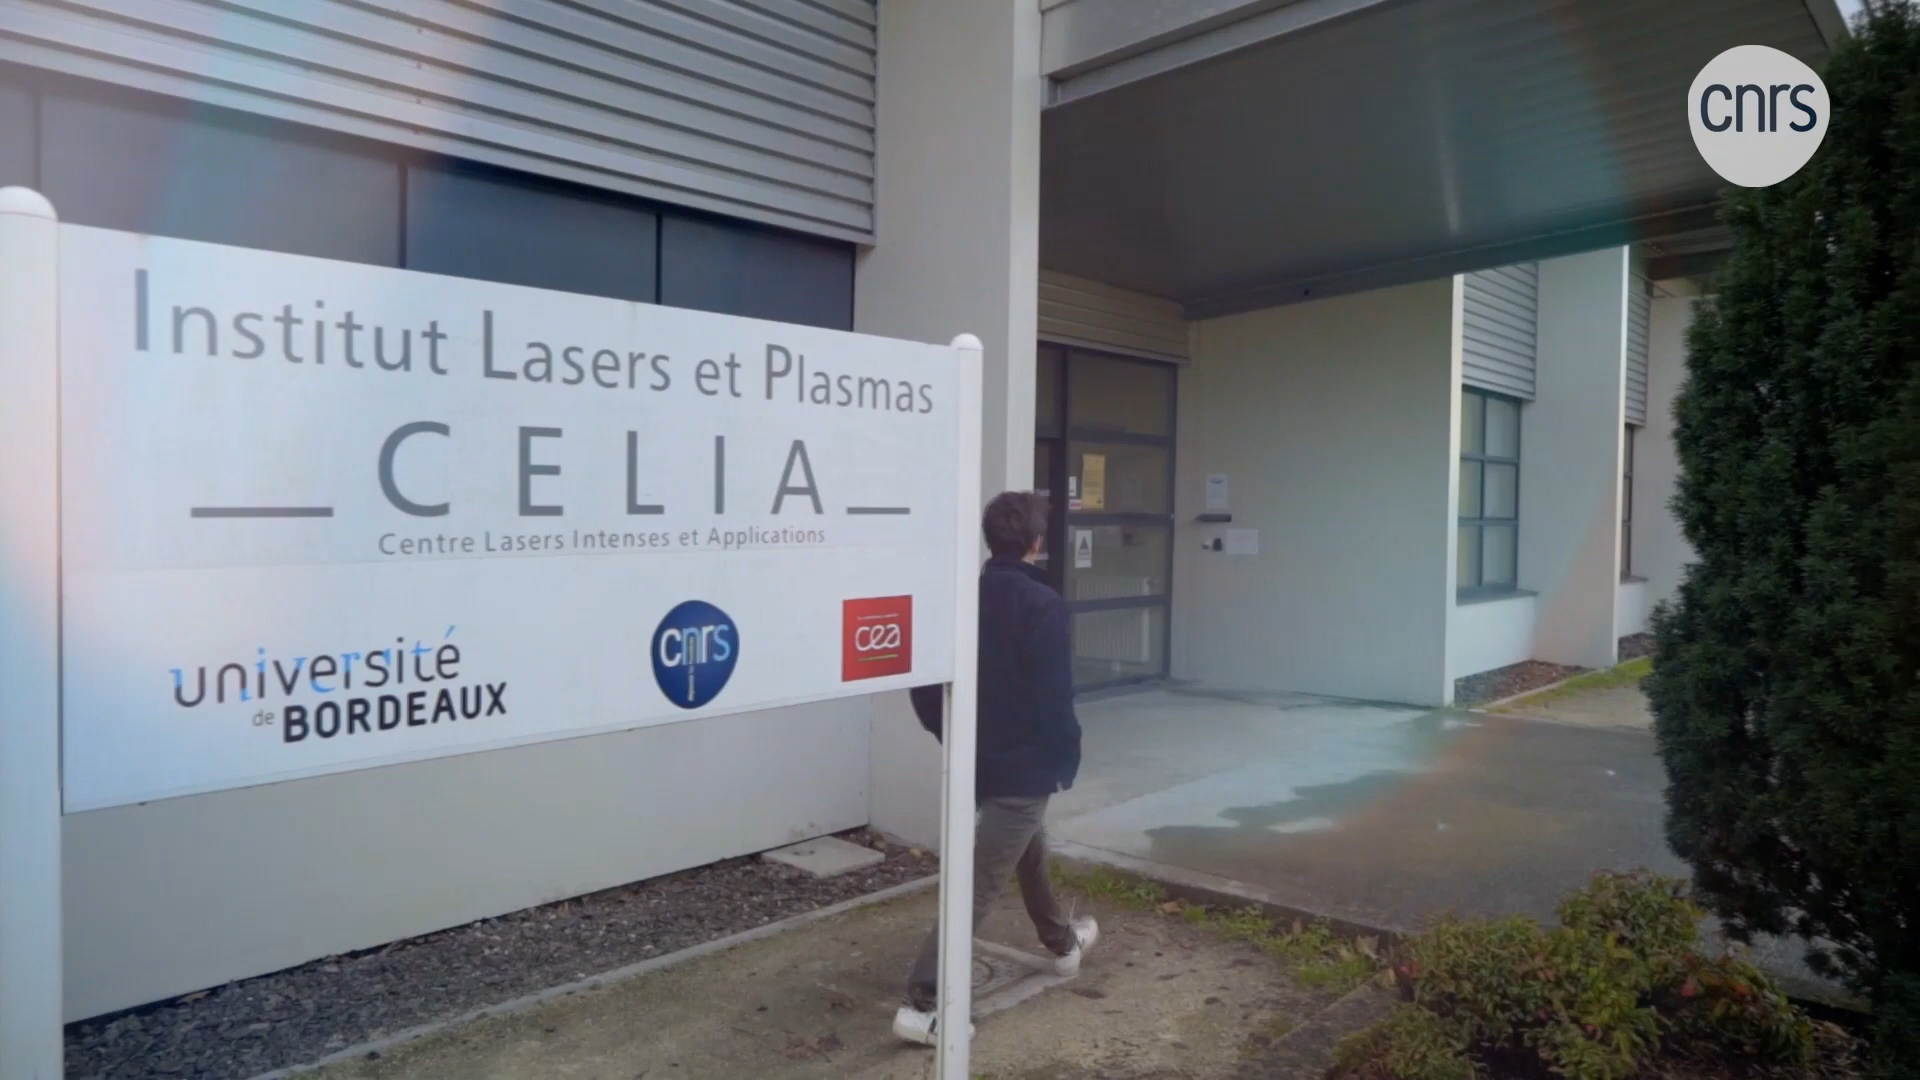 cnrs
Institut Lasers et Plasmas
CELIA
Centre Lasers Intenses et Applications
université
de BORDEAUX
cnrs
cea